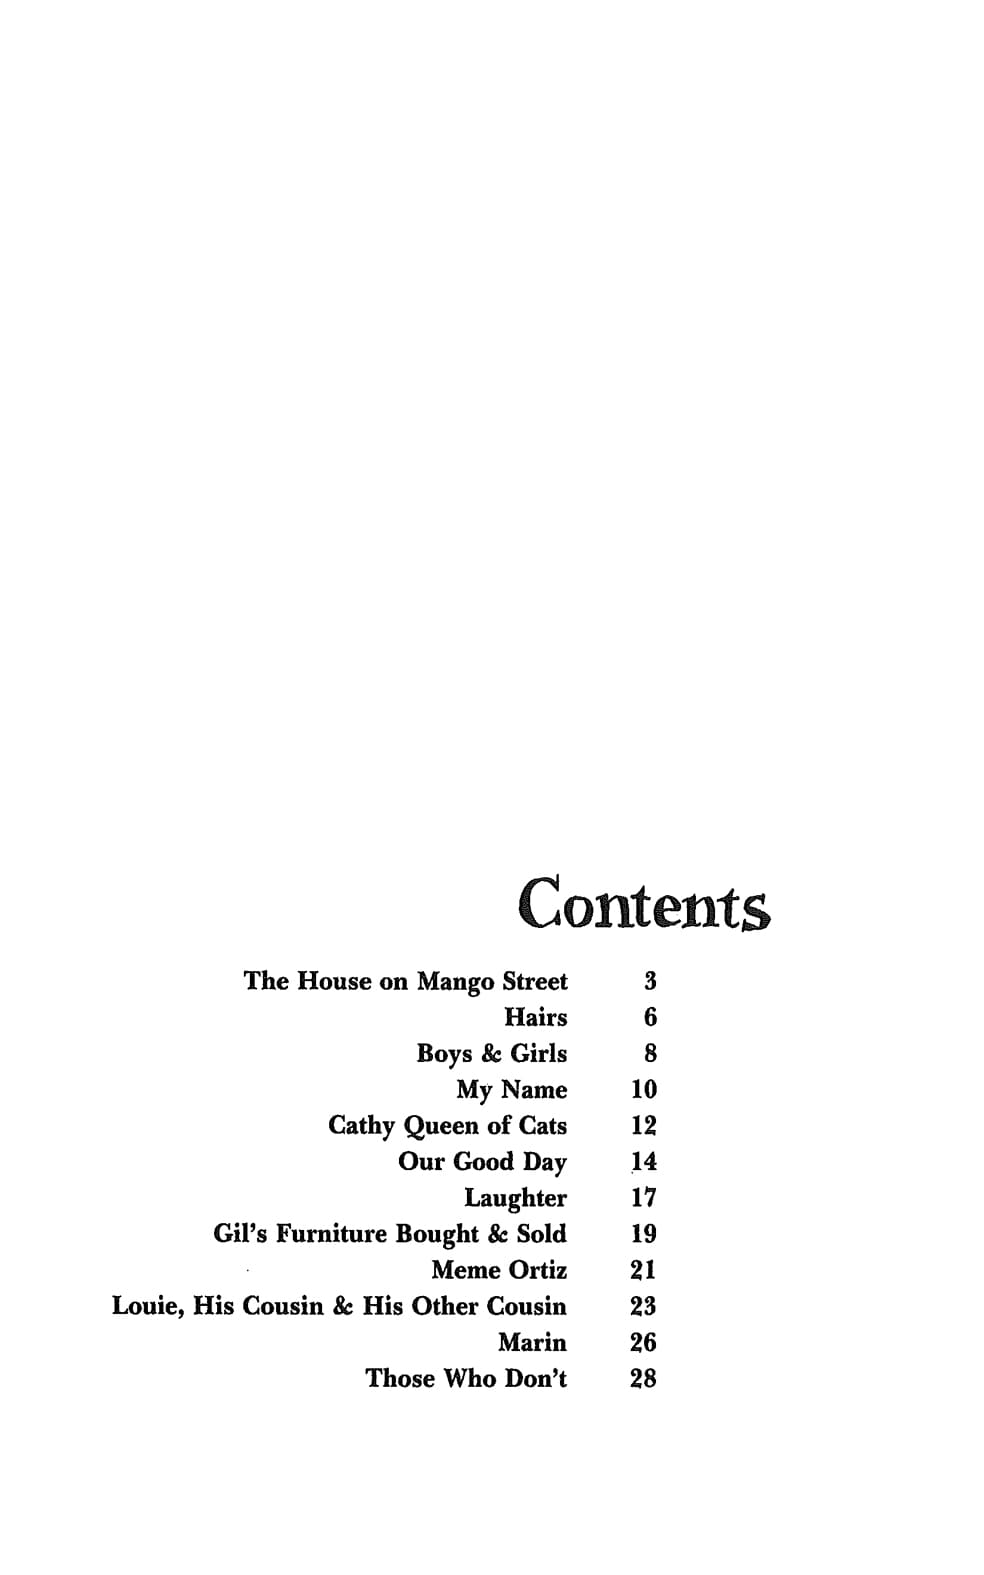 Contents
The House on Mango Street 3
Hairs 6
Boys & Girls 8
My Name 10
Cathy Queen of Cats 12
Our Good Day 14
Laughter 17
Gil’s Furniture Bought & Sold 19
Meme Ortiz 21
Louie, His Cousin & His Other Cousin 23
Marin 26
Those Who Don’t 28